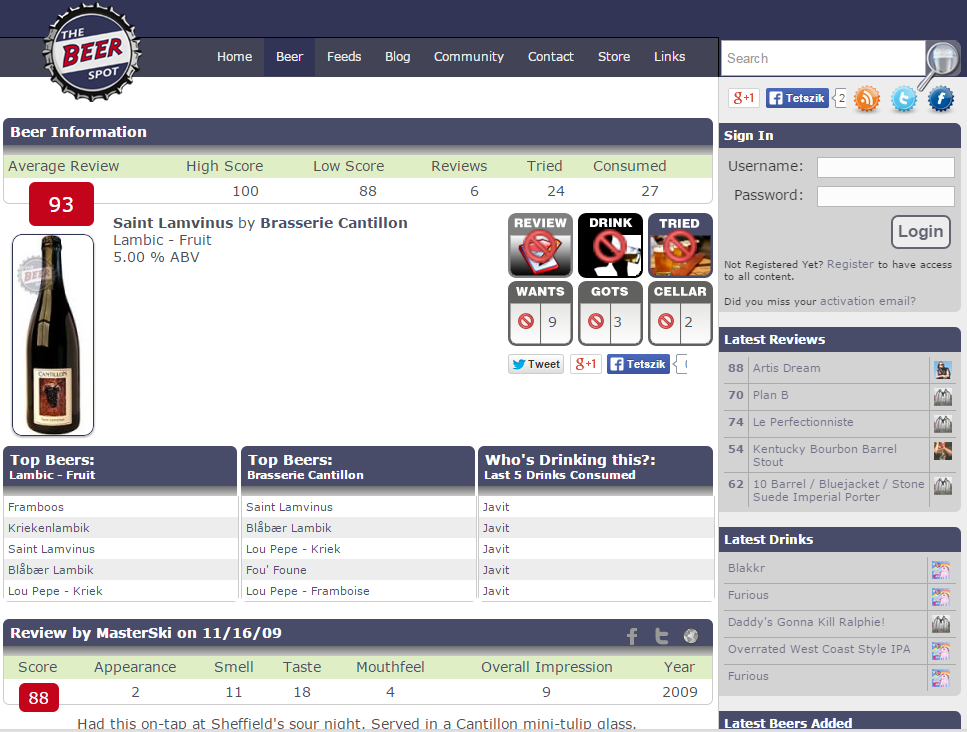 THE
BEER
SPOT
Home Beer Feeds Blog Community Contact Store Links
Search
g+1 Tetszik 2
Beer Information
Average Review High Score Low Score Reviews Tried Consumed
93 100 88 6 24 27
Saint Lamvinus by Brasserie Cantillon
Lambic - Fruit
5.00 % ABV
REVIEW DRINK TRIED
WANTS GOTS CELLAR
9 3 2
Tweet g+1 Tetszik
BEER
CANTILLON
Top Beers:
Lambic - Fruit
Framboos
Kriekenlambik
Saint Lamvinus
Blåbær Lambik
Lou Pepe - Kriek
Top Beers:
Brasserie Cantillon
Saint Lamvinus
Blåbær Lambik
Lou Pepe - Kriek
Fou' Foune
Lou Pepe - Framboise
Who's Drinking this?:
Last 5 Drinks Consumed
Javit
Javit
Javit
Javit
Javit
Review by MasterSki on 11/16/09
Score Appearance Smell Taste Mouthfeel Overall Impression Year
88 2 11 18 4 9 2009
Had this on-tap at Sheffield's sour night. Served in a Cantillon mini-tulip glass.
Sign In
Username:
Password:
Login
Not Registered Yet? Register to have access
to all content.
Did you miss your activation email?
Latest Reviews
88 Artis Dream
70 Plan B
74 Le Perfectionniste
54 Kentucky Bourbon Barrel
Stout
62 10 Barrel / Bluejacket / Stone
Suede Imperial Porter
Latest Drinks
Blakkr
Furious
Daddy's Gonna Kill Ralphie!
Overrated West Coast Style IPA
Furious
Latest Beers Added